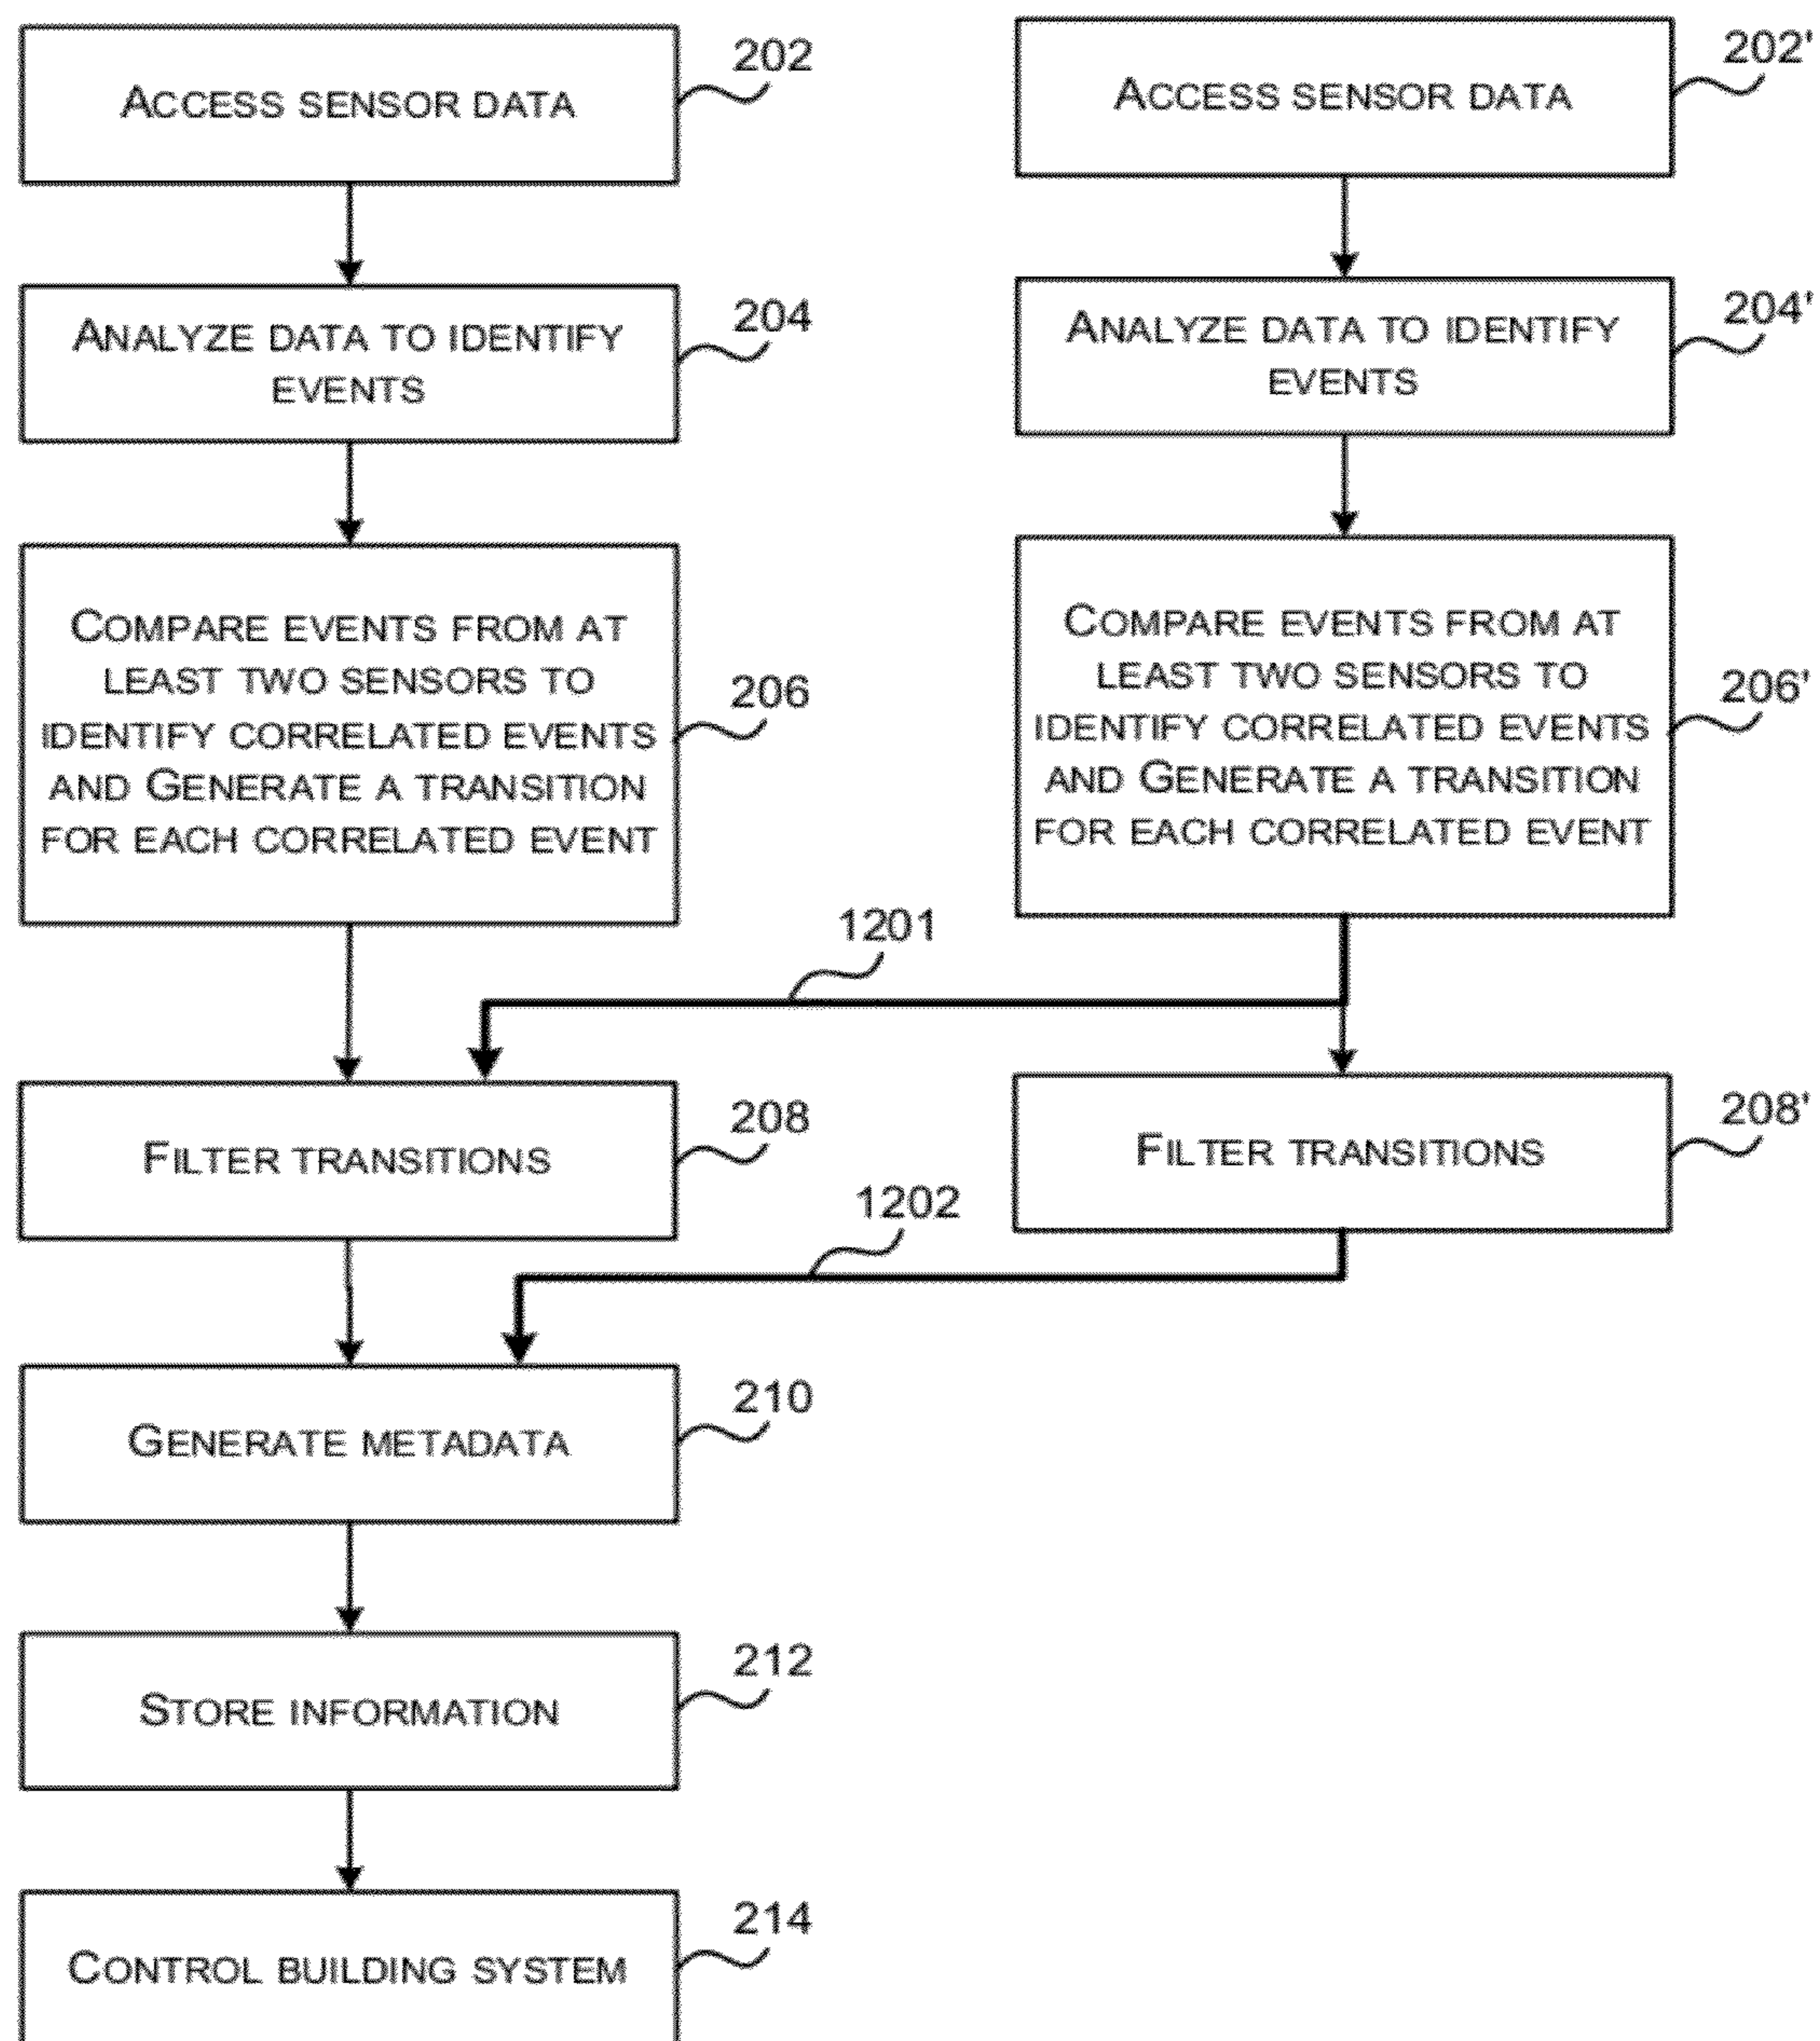 ACCESS SENSOR DATA
202
ACCESS SENSOR DATA
202'
ANALYZE DATA TO IDENTIFY
EVENTS
204
ANALYZE DATA TO IDENTIFY
EVENTS
204'
COMPARE EVENTS FROM AT
LEAST TWO SENSORS TO
IDENTIFY CORRELATED EVENTS
AND GENERATE A TRANSITION
FOR EACH CORRELATED EVENT
206
COMPARE EVENTS FROM AT
LEAST TWO SENSORS TO
IDENTIFY CORRELATED EVENTS
AND GENERATE A TRANSITION
FOR EACH CORRELATED EVENT
206'
1201
FILTER TRANSITIONS
208
FILTER TRANSITIONS
208'
1202
GENERATE METADATA
210
STORE INFORMATION
212
CONTROL BUILDING SYSTEM
214